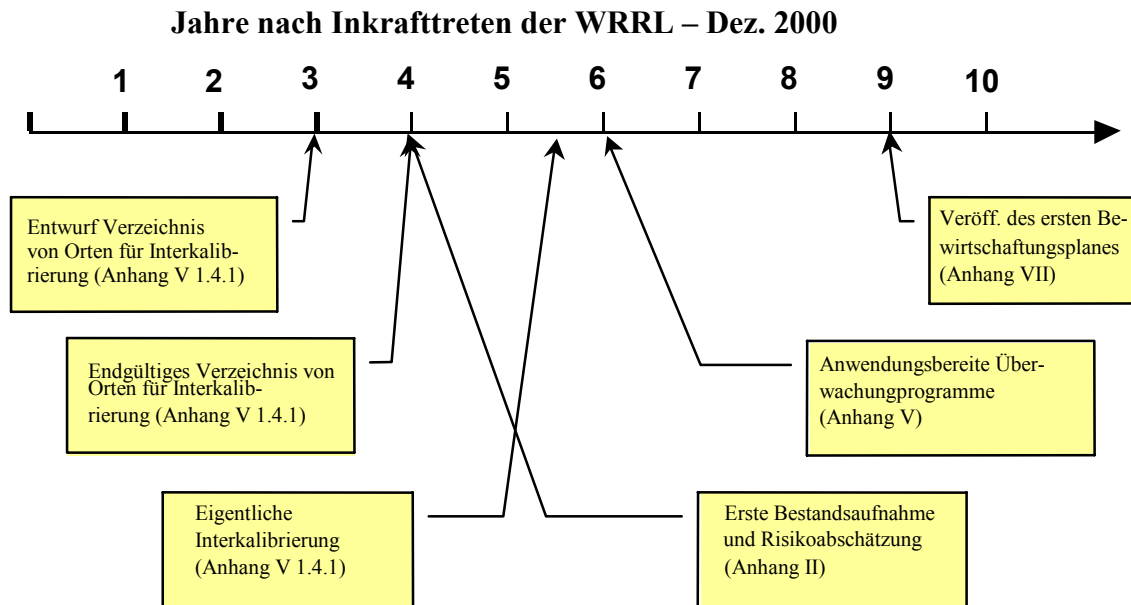 Jahre nach Inkrafttreten der WRRL – Dez. 2000
1 2 3 4 5 6 7 8 9 10
Entwurf Verzeichnis
von Orten für Interkalib-
rierung (Anhang V 1.4.1)
Veröff. des ersten Be-
wirtschaftungsplanes
(Anhang VII)
Endgültiges Verzeichnis von
Orten für Interkalib-
rierung (Anhang V 1.4.1)
Anwendungsbereite Über-
wachungprogramme
(Anhang V)
Eigentliche
Interkalibrierung
(Anhang V 1.4.1)
Erste Bestandsaufnahme
und Risikoabschätzung
(Anhang II)